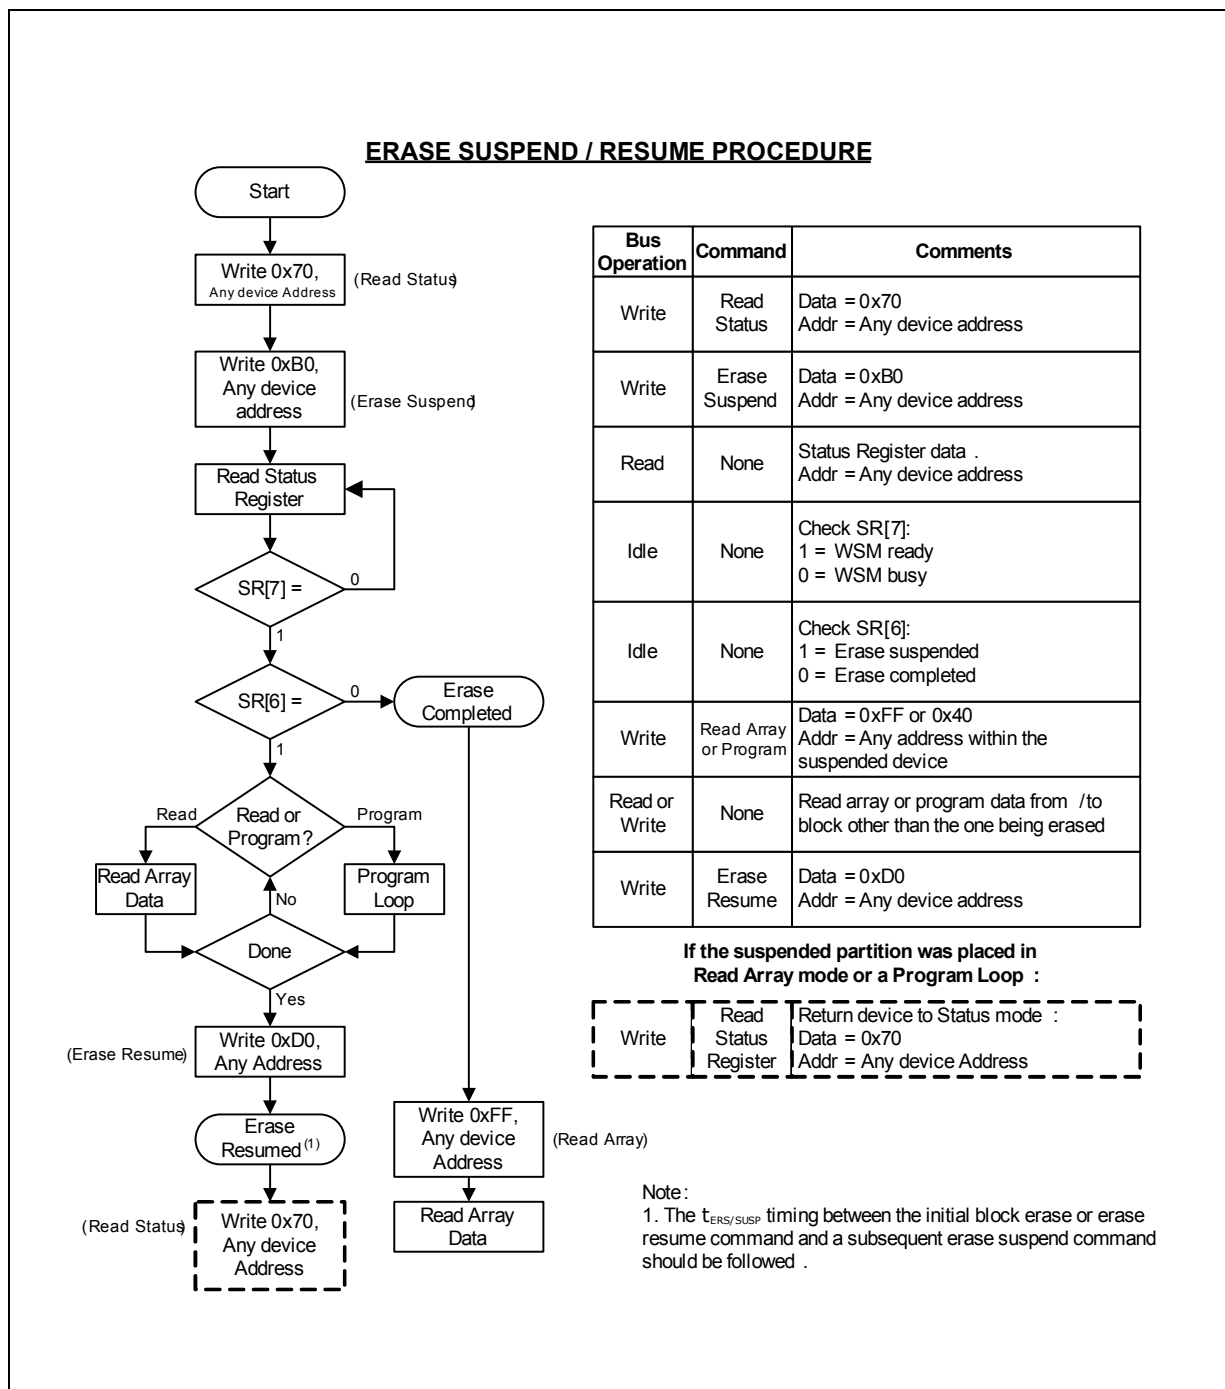 ERASE SUSPEND / RESUME PROCEDURE
Start
Write 0x70,
Any device Address
(Read Status)
Write 0xB0,
Any device
address
(Erase Suspend)
Read Status
Register
SR[7] =
0
1
SR[6] =
0
Erase
Completed
1
Read or
Program?
Read
Program
Read Array
Data
Program
Loop
No
Done
Yes
(Erase Resume)
Write 0xD0,
Any Address
Erase
Resumed (1)
(Read Status)
Write 0x70,
Any device
Address
Write 0xFF,
Any device
Address
(Read Array)
Read Array
Data
Bus
Operation
Command
Comments
Write
Read
Status
Data = 0x70
Addr = Any device address
Write
Erase
Suspend
Data = 0xB0
Addr = Any device address
Read
None
Status Register data .
Addr = Any device address
Idle
None
Check SR[7]:
1 = WSM ready
0 = WSM busy
Idle
None
Check SR[6]:
1 = Erase suspended
0 = Erase completed
Write
Read Array
or Program
Data = 0xFF or 0x40
Addr = Any address within the
suspended device
Read or
Write
None
Read array or program data from /to
block other than the one being erased
Write
Erase
Resume
Data = 0xD0
Addr = Any device address
If the suspended partition was placed in
Read Array mode or a Program Loop :
Write
Read
Status
Register
Return device to Status mode :
Data = 0x70
Addr = Any device Address
Note:
1. The tERS/SUSP timing between the initial block erase or erase
resume command and a subsequent erase suspend command
should be followed .